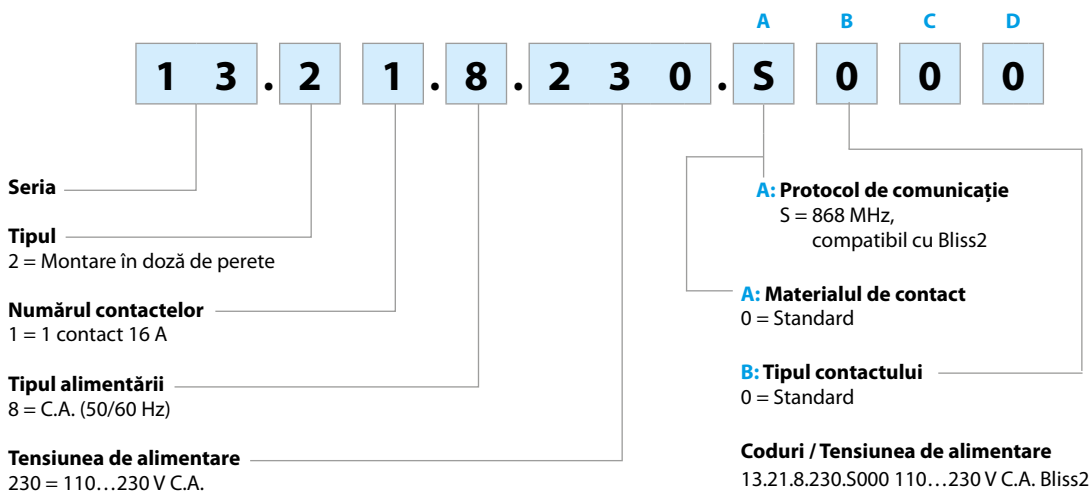 A B C D
1 3 . 2 1 . 8 . 2 3 0 . S 0 0 0
Seria
Tipul
2 = Montare în doză de perete
Numărul contactelor
1 = 1 contact 16 A
Tipul alimentării
8 = C.A. (50/60 Hz)
Tensiunea de alimentare
230 = 110…230 V C.A.
A: Protocol de comunicație
S = 868 MHz,
compatibil cu Bliss2
A: Materialul de contact
0 = Standard
B: Tipul contactului
0 = Standard
Coduri / Tensiunea de alimentare
13.21.8.230.S000 110…230 V C.A. Bliss2